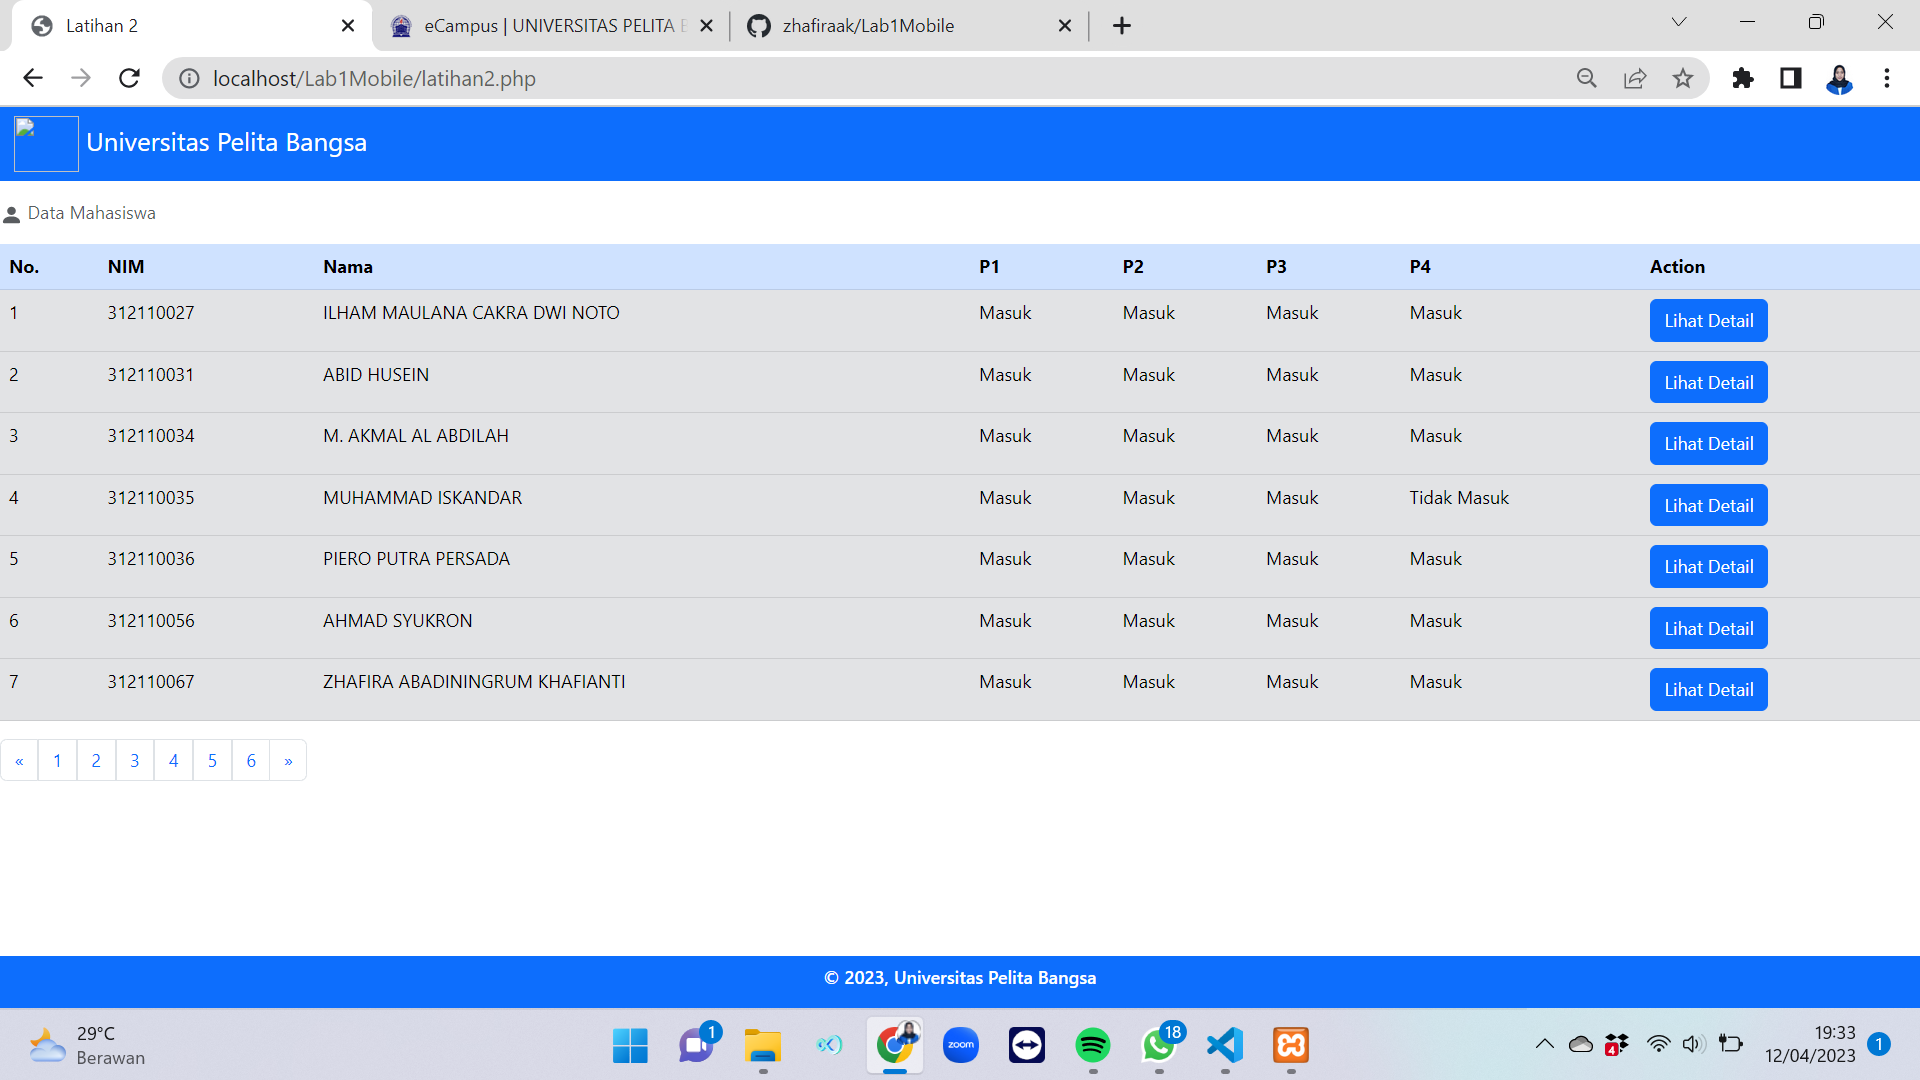 Latihan 2
eCampus | UNIVERSITAS PELITA B
zhafiraak/Lab1Mobile
localhost/Lab1Mobile/latihan2.php
Universitas Pelita Bangsa
Data Mahasiswa
No. NIM Nama P1 P2 P3 P4 Action
1 312110027 ILHAM MAULANA CAKRA DWI NOTO Masuk Masuk Masuk Masuk Lihat Detail
2 312110031 ABID HUSEIN Masuk Masuk Masuk Masuk Lihat Detail
3 312110034 M. AKMAL AL ABDILAH Masuk Masuk Masuk Masuk Lihat Detail
4 312110035 MUHAMMAD ISKANDAR Masuk Masuk Masuk Tidak Masuk Lihat Detail
5 312110036 PIERO PUTRA PERSADA Masuk Masuk Masuk Masuk Lihat Detail
6 312110056 AHMAD SYUKRON Masuk Masuk Masuk Masuk Lihat Detail
7 312110067 ZHAFIRA ABADININGRUM KHAFIANTI Masuk Masuk Masuk Masuk Lihat Detail
« 1 2 3 4 5 6 »
© 2023, Universitas Pelita Bangsa
29°C
Berawan
1
zoom
18
4
19:33
12/04/2023
1